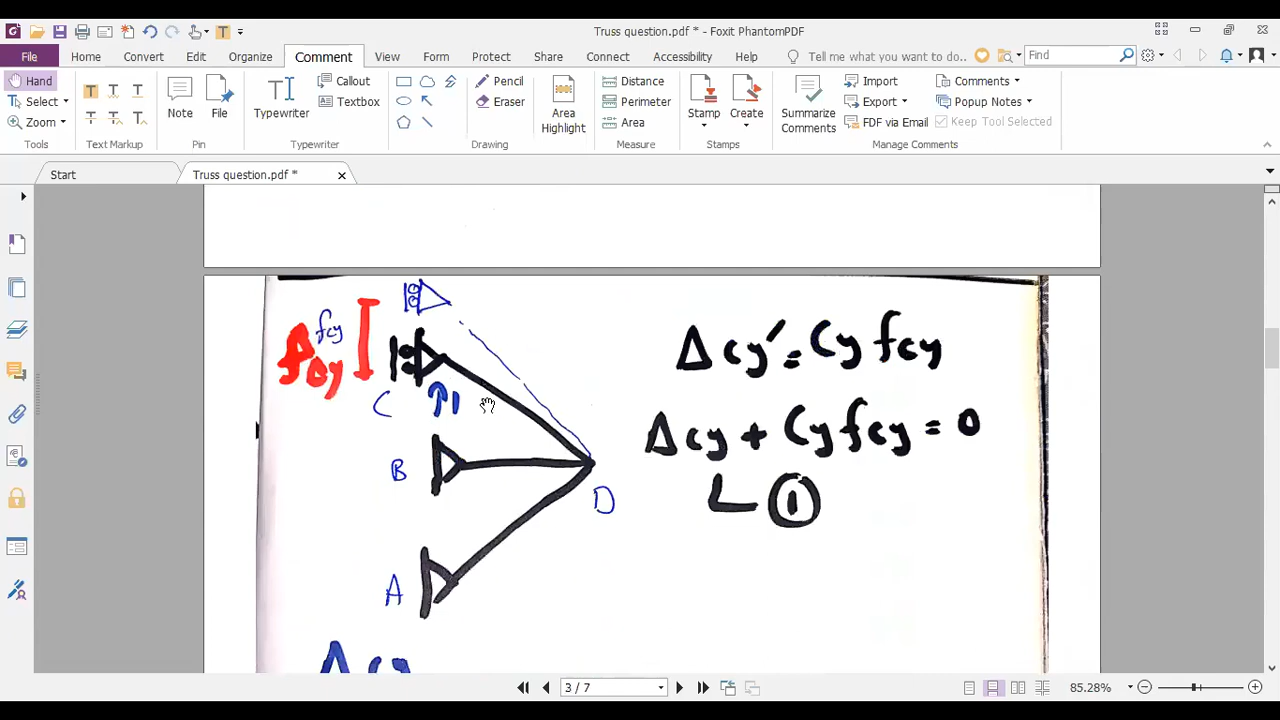 Truss question.pdf * - Foxit PhantomPDF
File Home Convert Edit Organize Comment View Form Protect Share Connect Accessibility Help Tell me what you want to do... Find
Hand Select Zoom Tools
Text Markup
Note File Pin
Typewriter Callout Textbox Typewriter
Pencil Eraser Area Highlight Drawing
Distance Perimeter Area Measure
Stamp Create Stamps
Summarize Comments Import Export FDF via Email Comments Popup Notes Keep Tool Selected Manage Comments
Start Truss question.pdf *
fcy
Δcy' = Cy fcy
C ↑1
Δcy + Cy fcy = 0
B
①
D
A
Δcy
3 / 7 85.28%